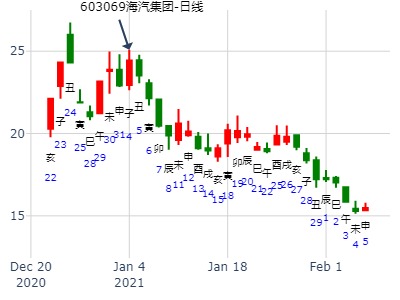 603069海汽集团-日线
25
20
15
亥 子 丑 寅 巳 午 未 申 子 丑 寅 卯 辰 未 申 酉 戌 亥 寅 卯 辰 巳 午 酉 戌 亥 子 丑 辰 巳 午 未 申
22 23 24 25 28 29 30 31 4 5 6 7 8 11 12 13 14 15 18 19 20 21 22 25 26 27 28 29 1 2 3 4 5
Dec 20 Jan 4 Jan 18 Feb 1
2020 2021